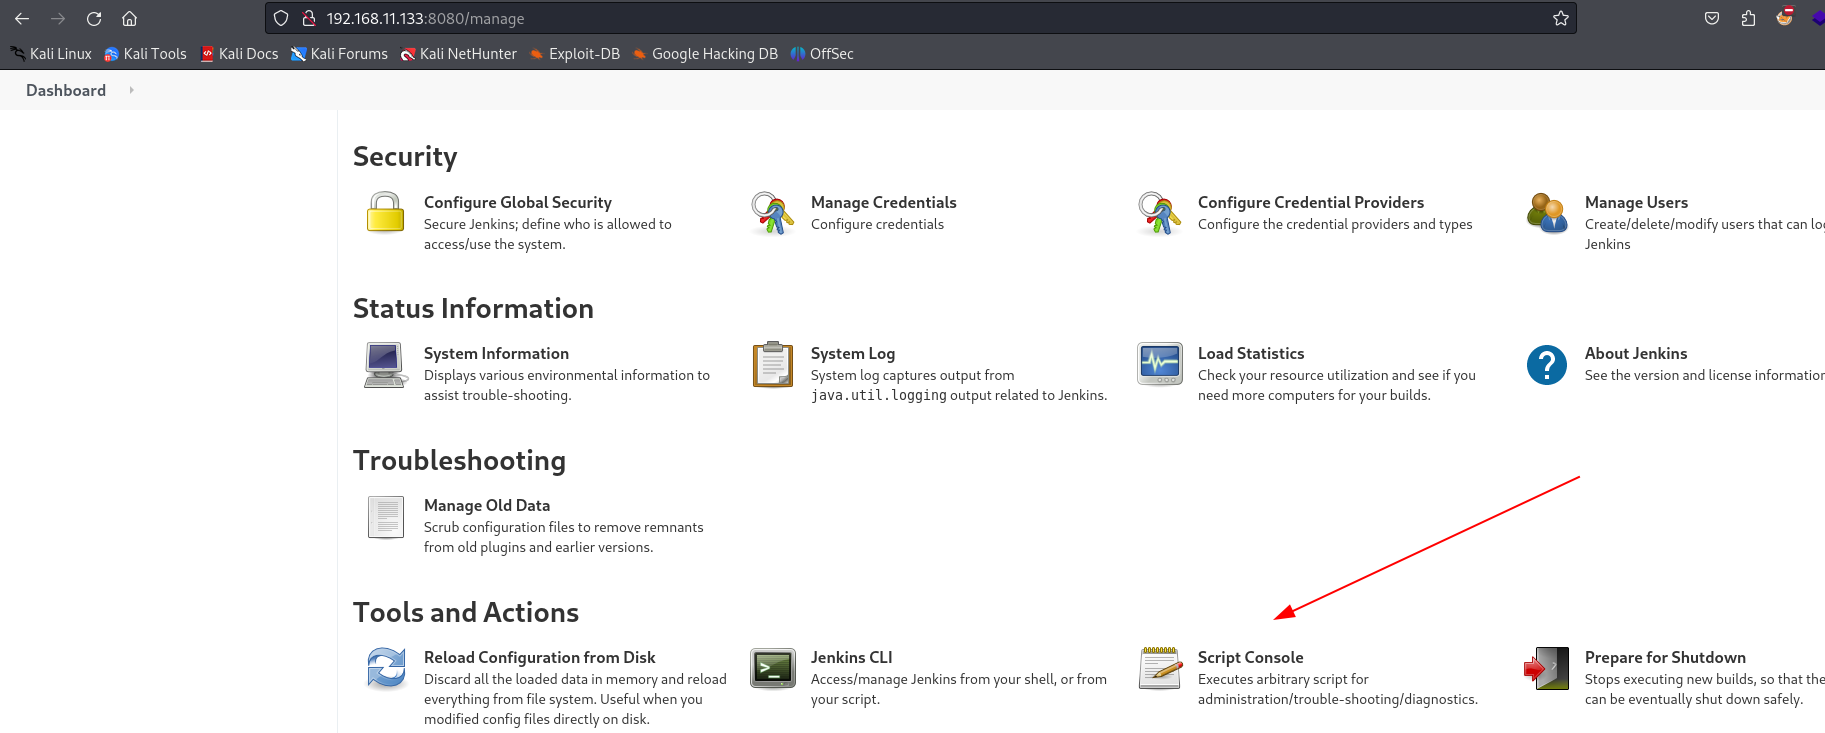 192.168.11.133:8080/manage
Kali Linux Kali Tools Kali Docs Kali Forums Kali NetHunter Exploit-DB Google Hacking DB OffSec
Dashboard
Security
Configure Global Security
Secure Jenkins; define who is allowed to
access/use the system.
Manage Credentials
Configure credentials
Configure Credential Providers
Configure the credential providers and types
Manage Users
Create/delete/modify users that can
Jenkins
Status Information
System Information
Displays various environmental information to
assist trouble-shooting.
System Log
System log captures output from
java.util.logging output related to Jenkins.
Load Statistics
Check your resource utilization and see if you
need more computers for your builds.
About Jenkins
See the version and license information
Troubleshooting
Manage Old Data
Scrub configuration files to remove remnants
from old plugins and earlier versions.
Tools and Actions
Reload Configuration from Disk
Discard all the loaded data in memory and reload
everything from file system. Useful when you
modified config files directly on disk.
Jenkins CLI
Access/manage Jenkins from your shell, or from
your script.
Script Console
Executes arbitrary script for
administration/trouble-shooting/diagnostics.
Prepare for Shutdown
Stops executing new builds, so that the
can be eventually shut down safely.